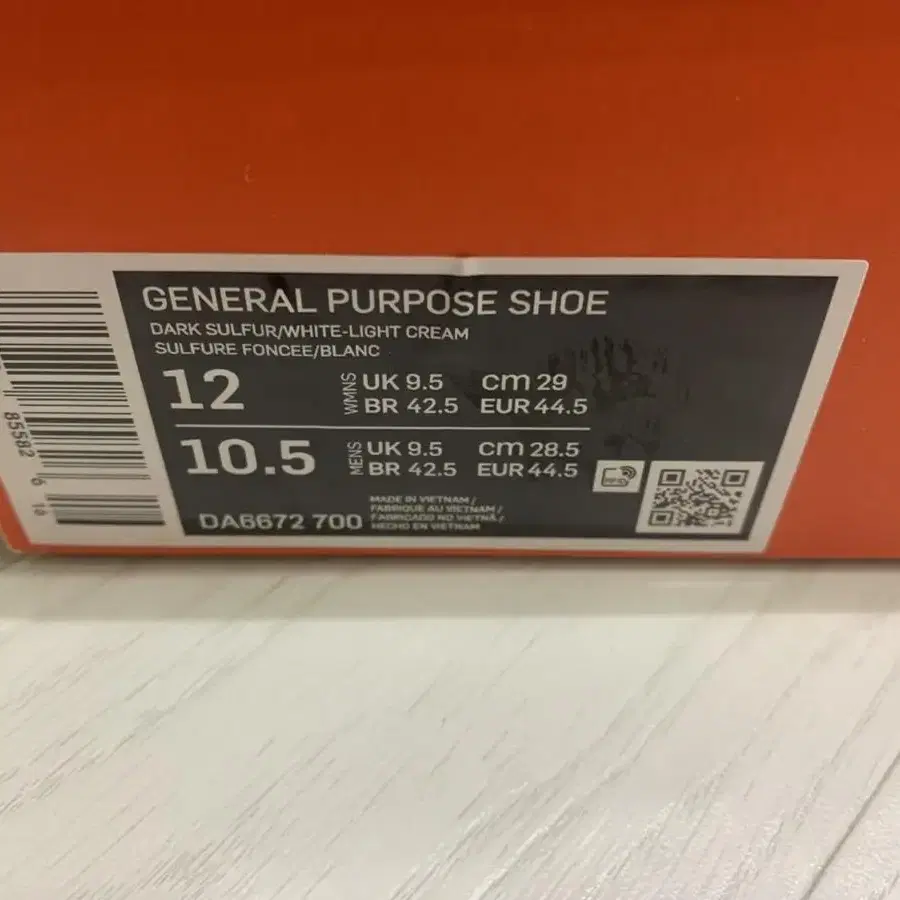 GENERAL PURPOSE SHOE
DARK SULFUR/WHITE-LIGHT CREAM
SULFURE FONCEE/BLANC
12 WMNS UK 9.5 cm 29
BR 42.5 EUR 44.5
10.5 MENS UK 9.5 cm 28.5
BR 42.5 EUR 44.5
DA6672 700
MADE IN VIETNAM /
FABRIQUE AU VIETNAM /
FABRICADO NO VIETNÃ /
HECHO EN VIETNAM
85582 6